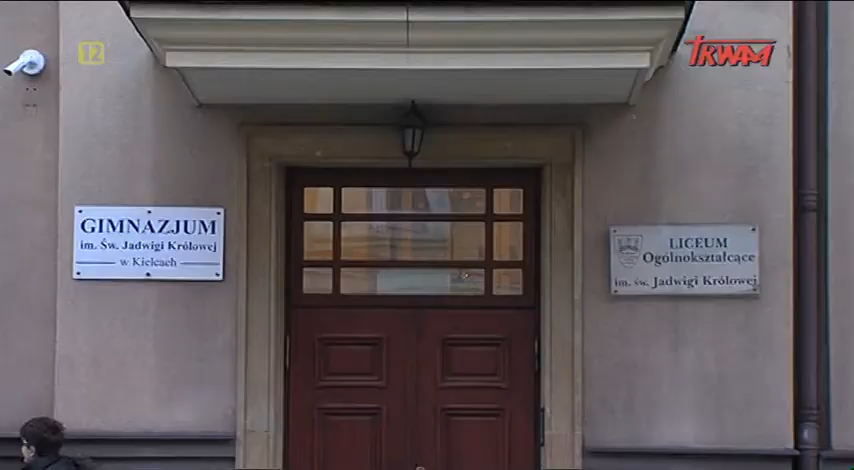 12
TRWAM
GIMNAZJUM
im. Św. Jadwigi Królowej
w Kielcach
LICEUM
Ogólnokształcące
im. św. Jadwigi Królowej